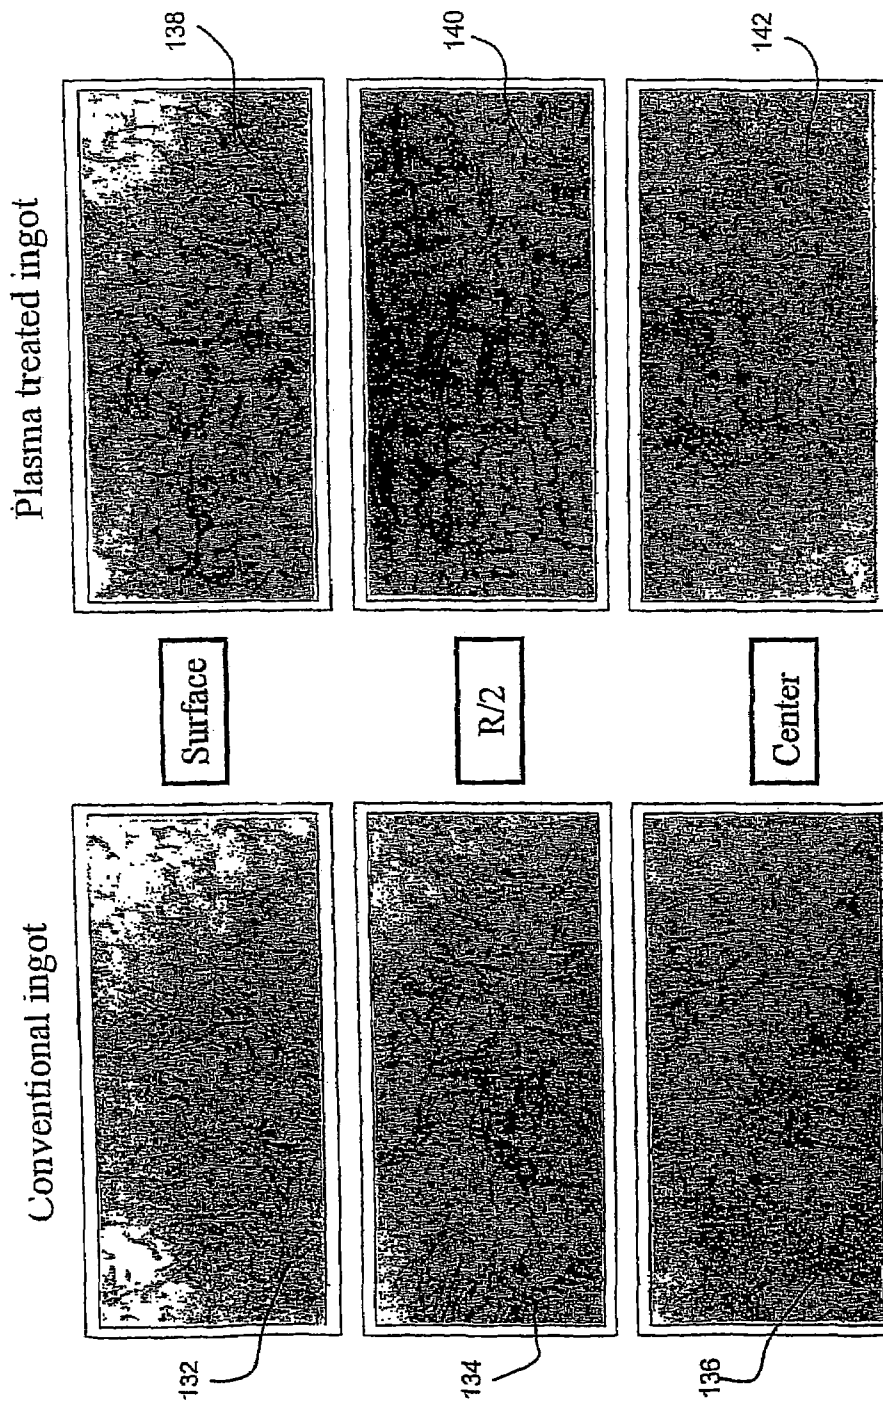 Conventional ingot
Plasma treated ingot
132
Surface
138
134
R/2
140
136
Center
142